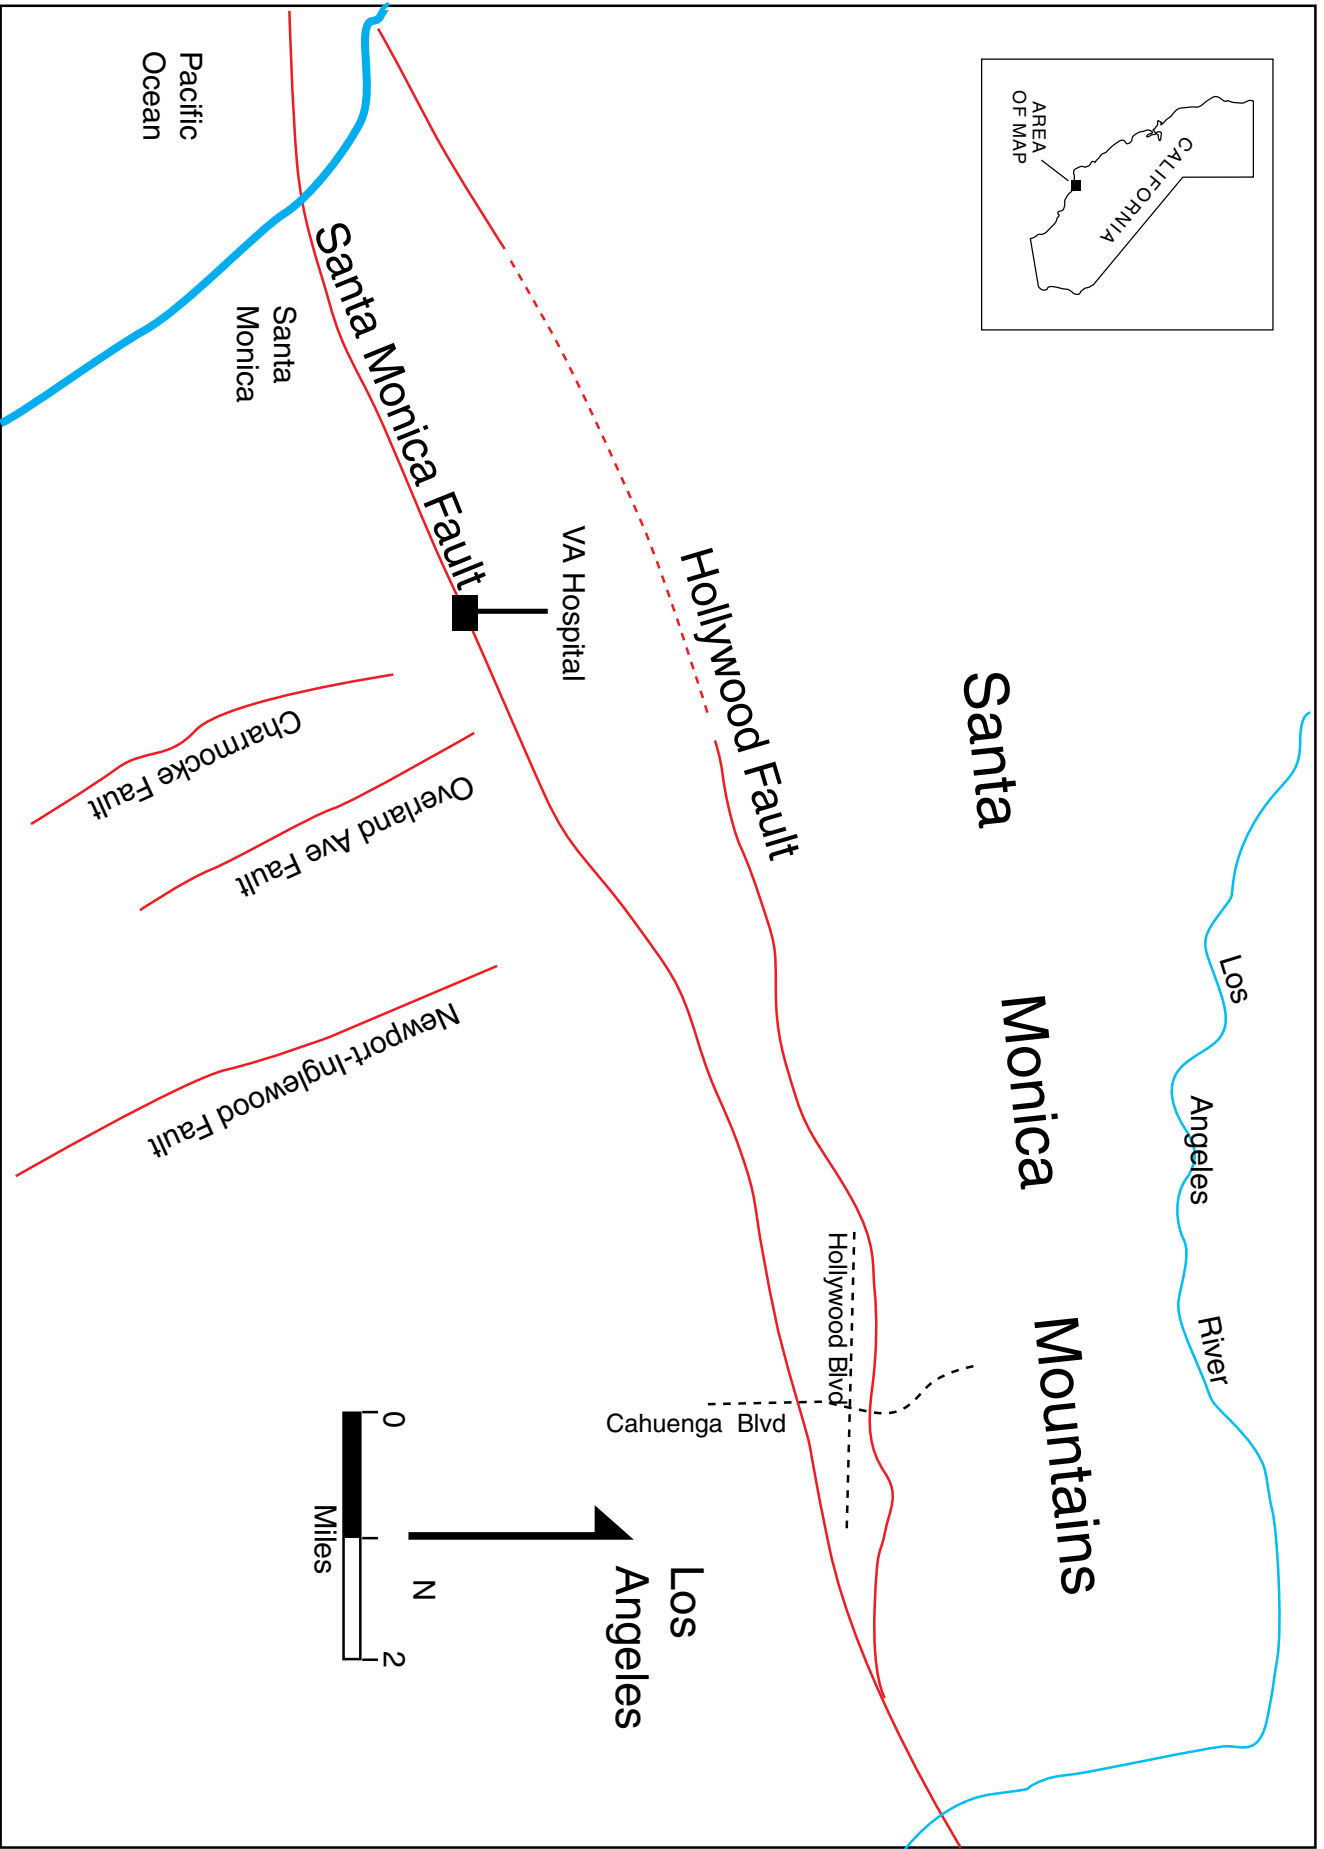 CALIFORNIA
AREA
OF MAP
Los
Angeles
River
Santa
Monica
Mountains
Hollywood Fault
Hollywood Blvd
Cahuenga Blvd
VA Hospital
Santa Monica Fault
Santa
Monica
Pacific
Ocean
Charnocke Fault
Overland Ave Fault
Newport-Inglewood Fault
Los
Angeles
N
0
2
Miles